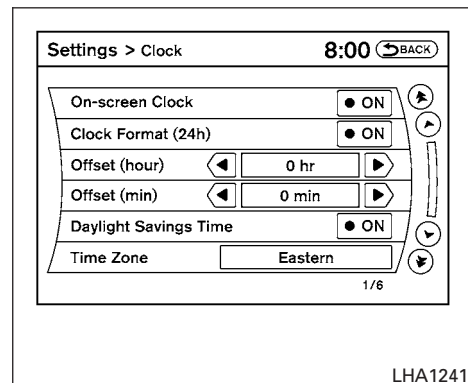 Settings > Clock 8:00 BACK
On-screen Clock ON
Clock Format (24h) ON
Offset (hour) 0 hr
Offset (min) 0 min
Daylight Savings Time ON
Time Zone Eastern
1/6
LHA1241